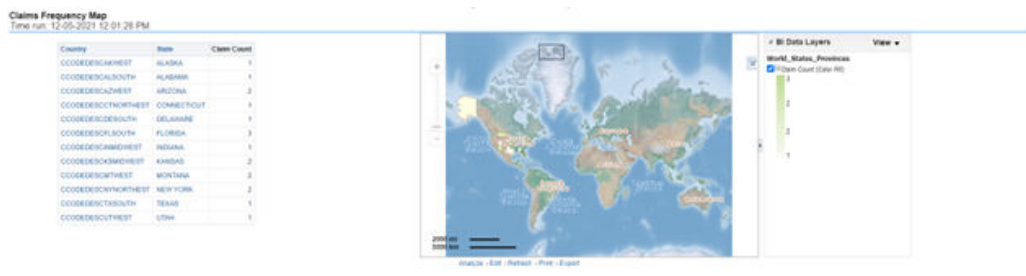 Claims Frequency Map
Time run: 12-05-2021 12:01:28 PM
Country State Claim Count
CCODEDESCAKWEST ALASKA 1
CCODEDESCALSOUTH ALABAMA 1
CCODEDESCAZWEST ARIZONA 2
CCODEDESCCTNORTHEST CONNECTICUT 1
CCODEDESCDESOUTH DELAWARE 1
CCODEDESCFLSOUTH FLORIDA 3
CCODEDESCINMIDWEST INDIANA 1
CCODEDESCKSMIDWEST KANSAS 2
CCODEDESCMTWEST MONTANA 2
CCODEDESCNYNORTHEST NEW YORK 2
CCODEDESCTXSOUTH TEXAS 1
CCODEDESCUTWEST UTAH 1
BI Data Layers View
World_States_Provinces
Claim Count (Color Fill)
3
2
2
1
Analyze - Edit - Refresh - Print - Export